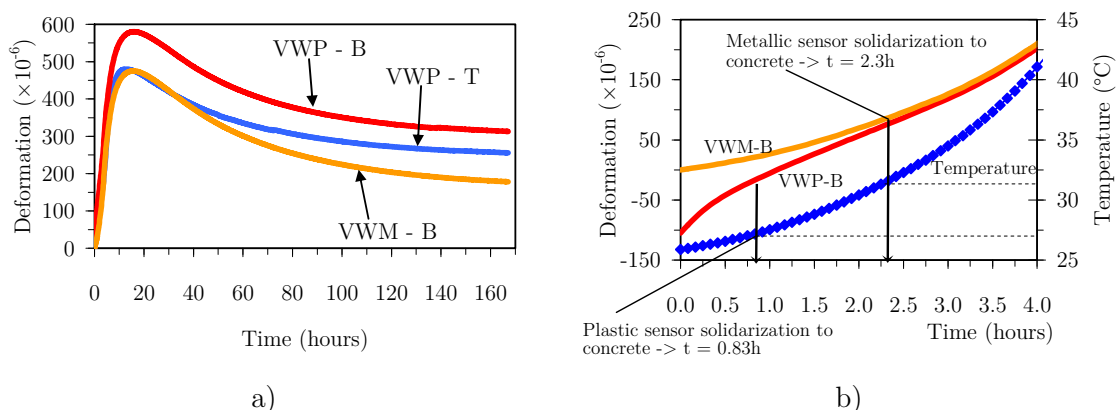 Deformation (×10⁻⁶)
600
500
400
300
200
100
0
VWP - B
VWP - T
VWM - B
0 20 40 60 80 100 120 140 160
Time (hours)
a)
Deformation (×10⁻⁶)
250
150
50
-50
-150
Metallic sensor solidarization to
concrete -> t = 2.3h
VWM-B
VWP-B
Temperature
45
40
35
30
25
Temperature (°C)
0.0 0.5 1.0 1.5 2.0 2.5 3.0 3.5 4.0
Time (hours)
Plastic sensor solidarization to
concrete -> t = 0.83h
b)